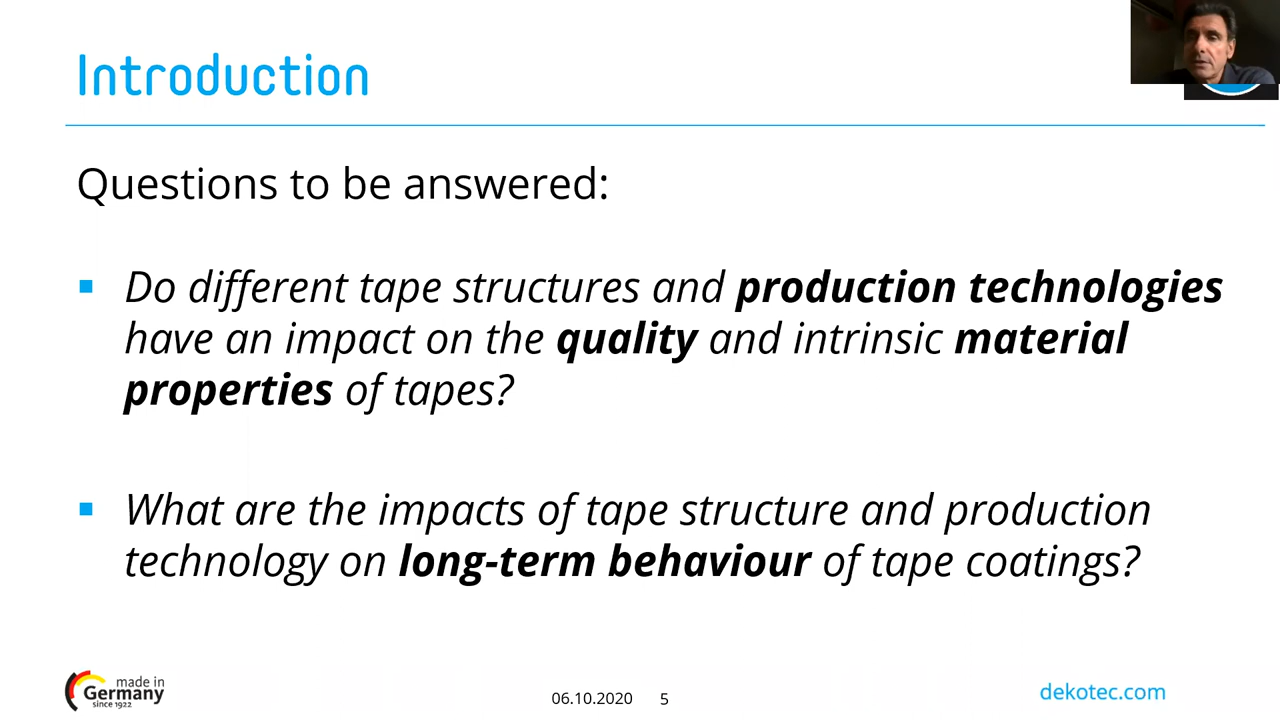 Introduction
Questions to be answered:
Do different tape structures and production technologies
have an impact on the quality and intrinsic material
properties of tapes?
What are the impacts of tape structure and production
technology on long-term behaviour of tape coatings?
made in
Germany
since 1922
06.10.2020 5
dekotec.com